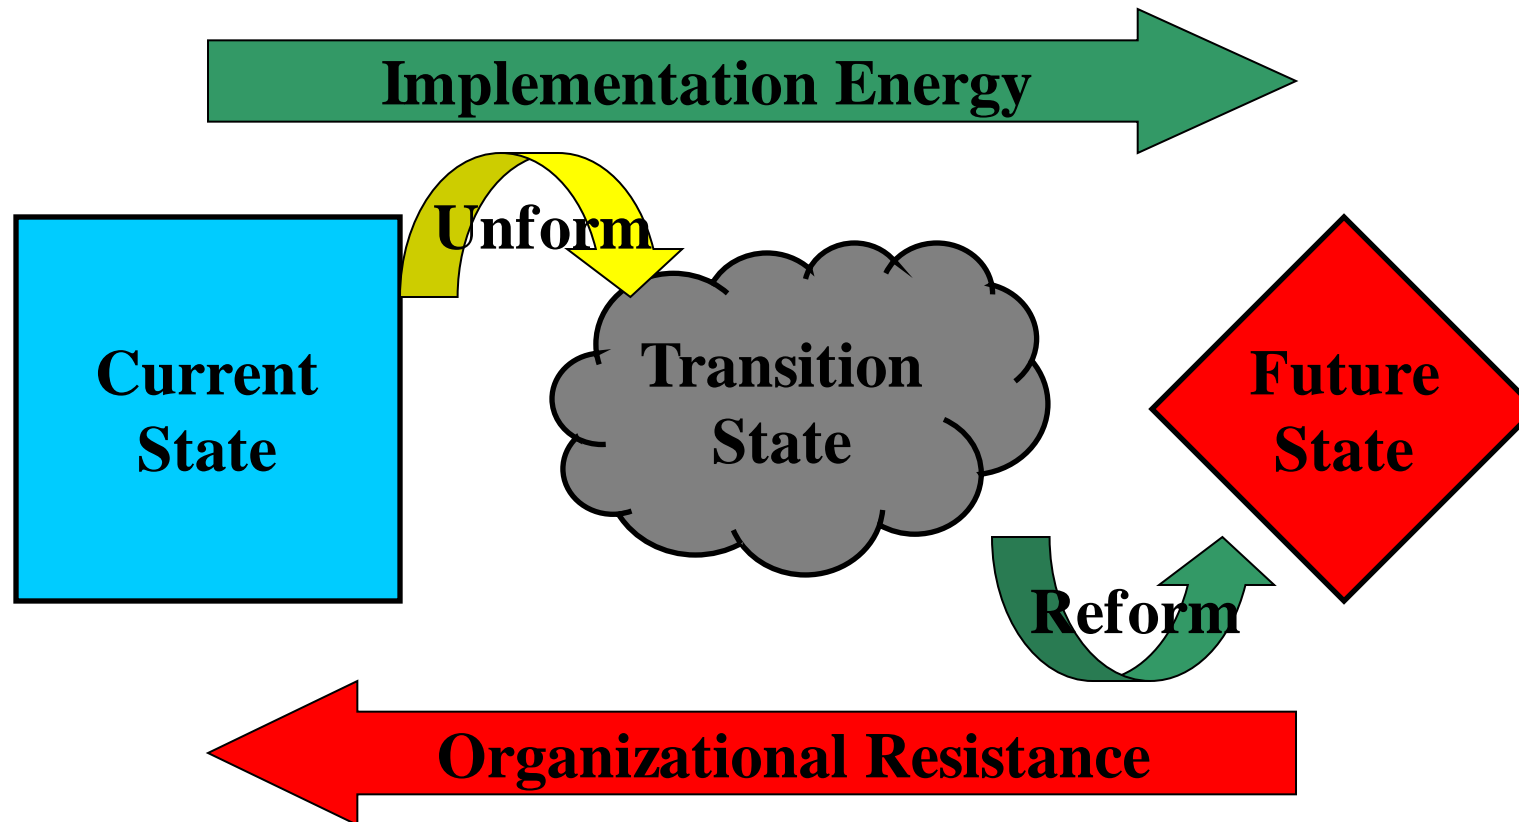 Implementation Energy
Unform
Current
State
Transition
State
Future
State
Reform
Organizational Resistance